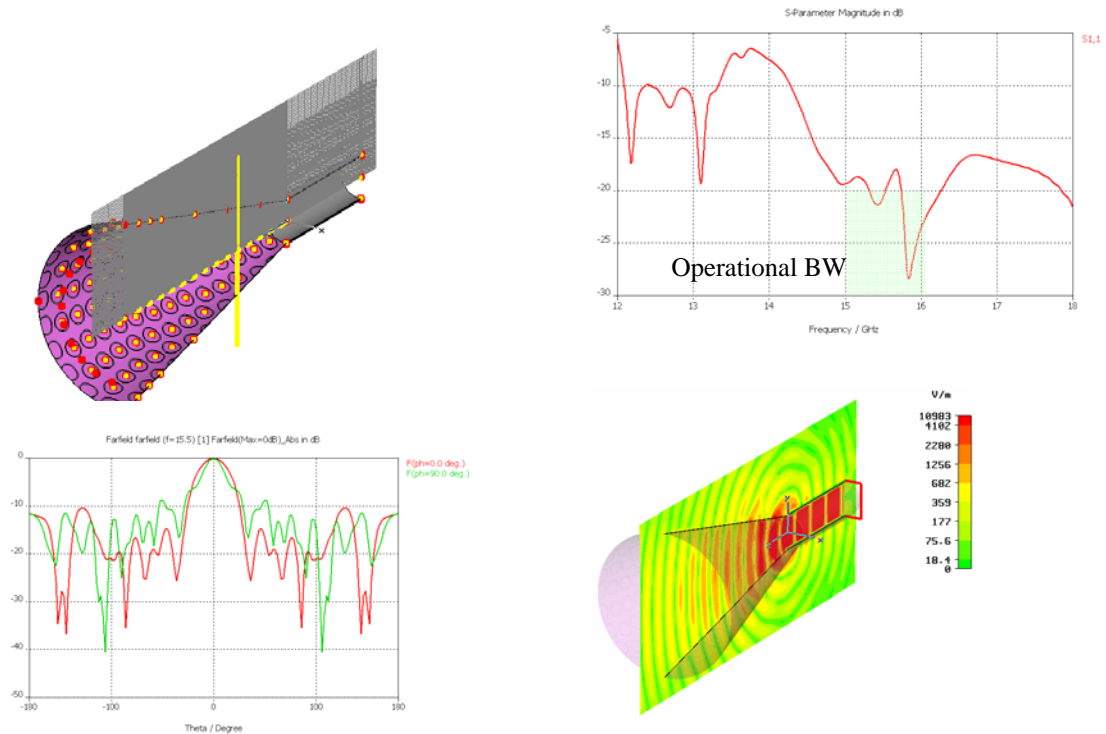 S-Parameter Magnitude in dB
S1,1
-5
-10
-15
-20
-25
-30
Operational BW
12 13 14 15 16 17 18
Frequency / GHz
x
Farfield farfield (f=15.5) [1] Farfield(Max=0dB)_Abs in dB
F(ph=0.0 deg.)
F(ph=90.0 deg.)
0
-10
-20
-30
-40
-50
-180 -100 0 100 180
Theta / Degree
V/m
10983
4102
2280
1256
682
359
177
75.6
18.4
0
y
x